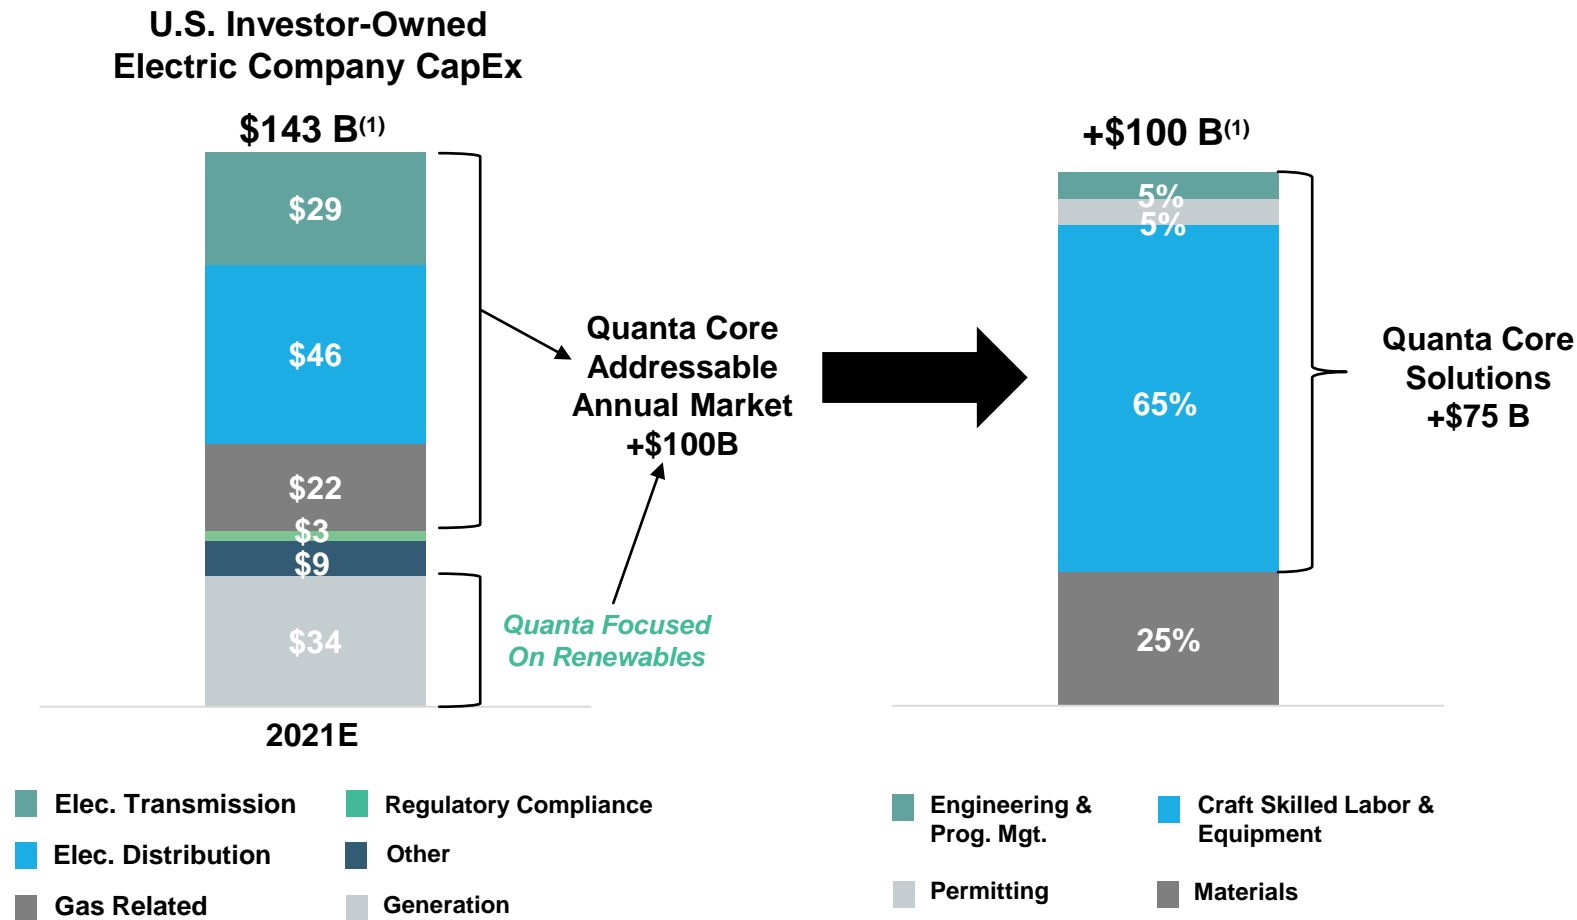 U.S. Investor-Owned
Electric Company CapEx
$143 B(1)
$29
$46
$22
$3
$9
$34
2021E
Quanta Core
Addressable
Annual Market
+$100B
Quanta Focused
On Renewables
+$100 B(1)
5%
5%
65%
25%
Quanta Core
Solutions
+$75 B
Elec. Transmission
Regulatory Compliance
Elec. Distribution
Other
Gas Related
Generation
Engineering &
Prog. Mgt.
Craft Skilled Labor &
Equipment
Permitting
Materials